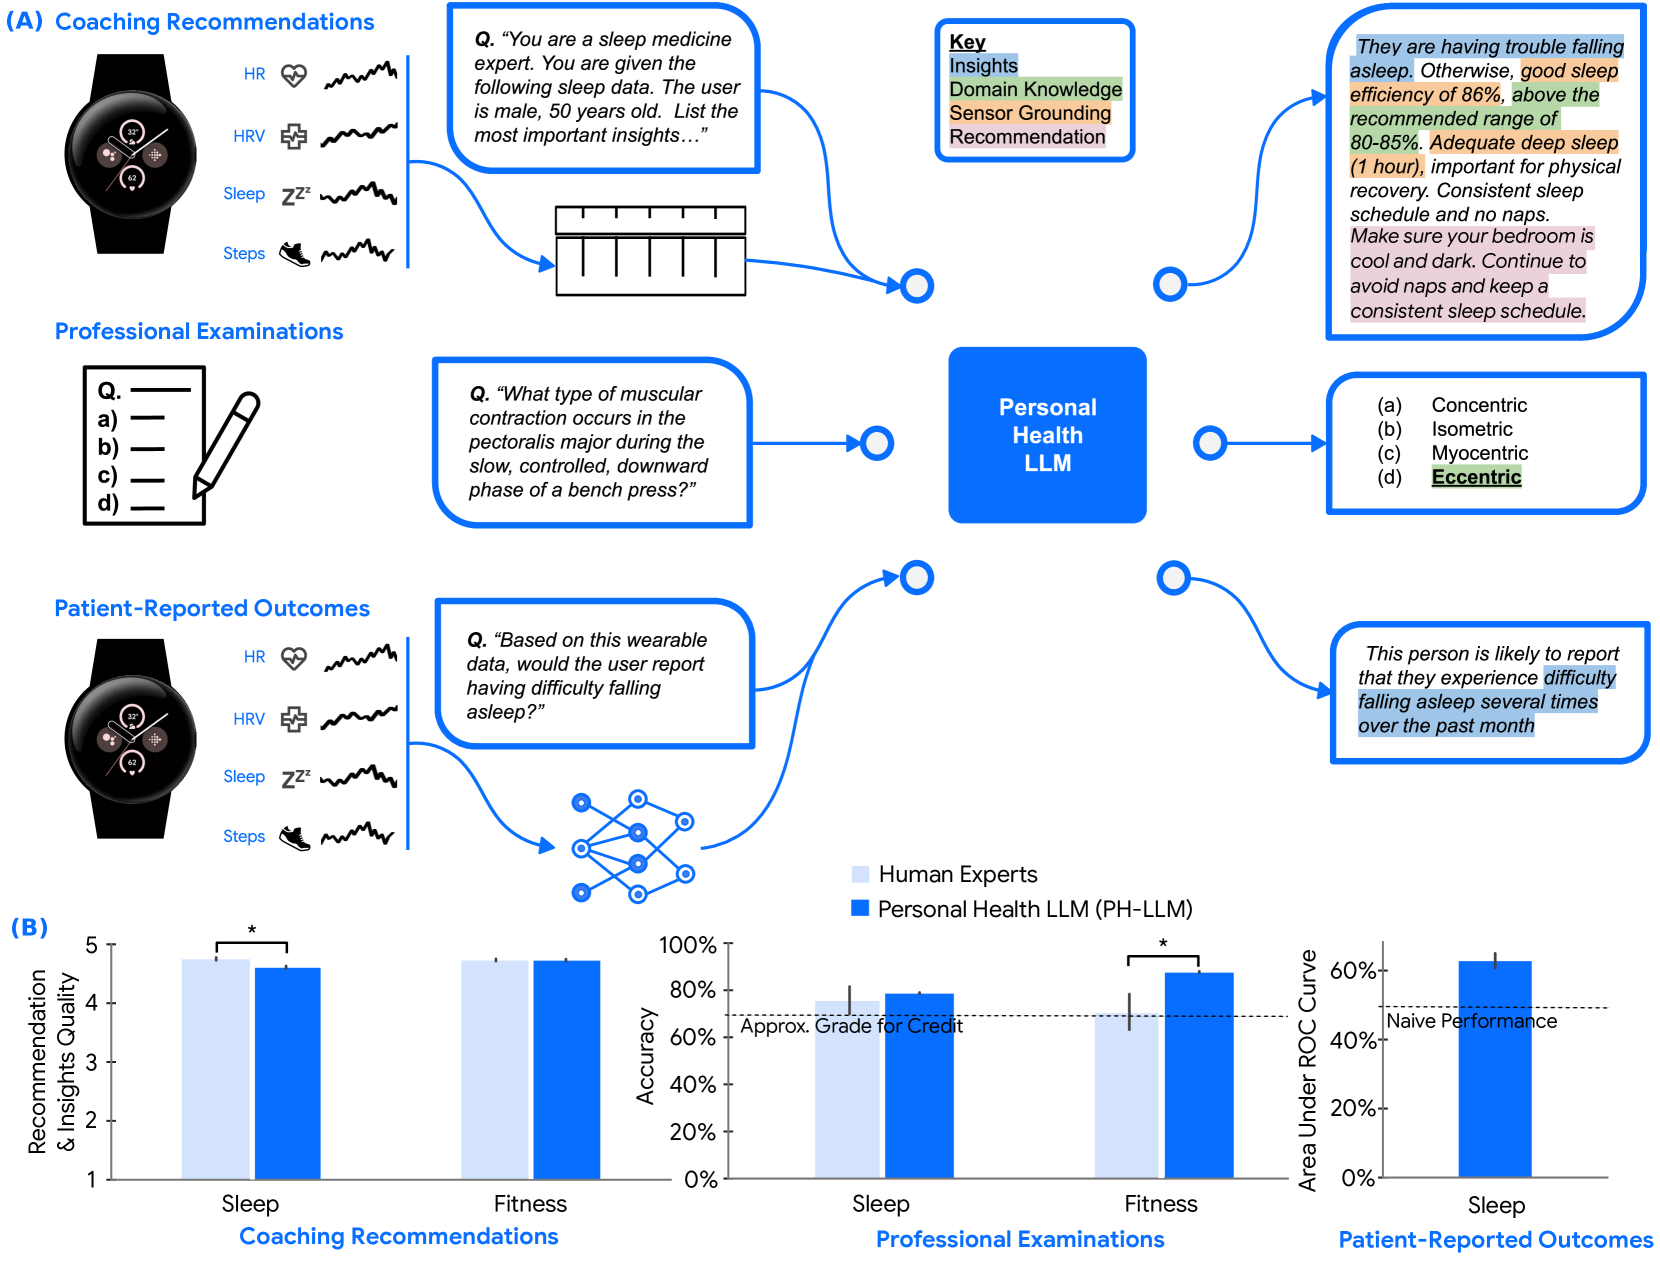 (A) Coaching Recommendations
HR
HRV
Sleep
Steps
32°
62
Zzz
Q. “You are a sleep medicine
expert. You are given the
following sleep data. The user
is male, 50 years old. List the
most important insights…”
Key
Insights
Domain Knowledge
Sensor Grounding
Recommendation
They are having trouble falling
asleep. Otherwise, good sleep
efficiency of 86%, above the
recommended range of
80-85%. Adequate deep sleep
(1 hour), important for physical
recovery. Consistent sleep
schedule and no naps.
Make sure your bedroom is
cool and dark. Continue to
avoid naps and keep a
consistent sleep schedule.
Professional Examinations
Q.
a)
b)
c)
d)
Q. “What type of muscular
contraction occurs in the
pectoralis major during the
slow, controlled, downward
phase of a bench press?”
Personal
Health
LLM
(a) Concentric
(b) Isometric
(c) Myocentric
(d) Eccentric
Patient-Reported Outcomes
HR
HRV
Sleep
Steps
32°
62
Zzz
Q. “Based on this wearable
data, would the user report
having difficulty falling
asleep?”
This person is likely to report
that they experience difficulty
falling asleep several times
over the past month
Human Experts
Personal Health LLM (PH-LLM)
(B)
Recommendation
& Insights Quality
5
4
3
2
1
*
Sleep
Fitness
Coaching Recommendations
Accuracy
100%
80%
60%
40%
20%
0%
*
Approx. Grade for Credit
Sleep
Fitness
Professional Examinations
Area Under ROC Curve
60%
40%
20%
0%
Naive Performance
Sleep
Patient-Reported Outcomes